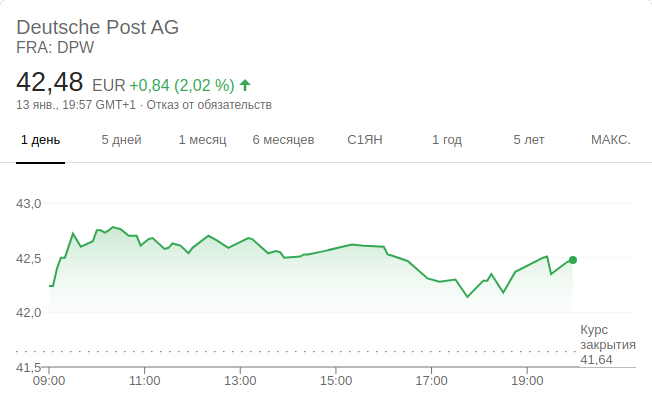 Deutsche Post AG
FRA: DPW
42,48 EUR +0,84 (2,02 %)
13 янв., 19:57 GMT+1 · Отказ от обязательств
1 день 5 дней 1 месяц 6 месяцев С1ЯН 1 год 5 лет МАКС.
43,0
42,5
42,0
Курс
закрытия
41,64
41,5
09:00 11:00 13:00 15:00 17:00 19:00